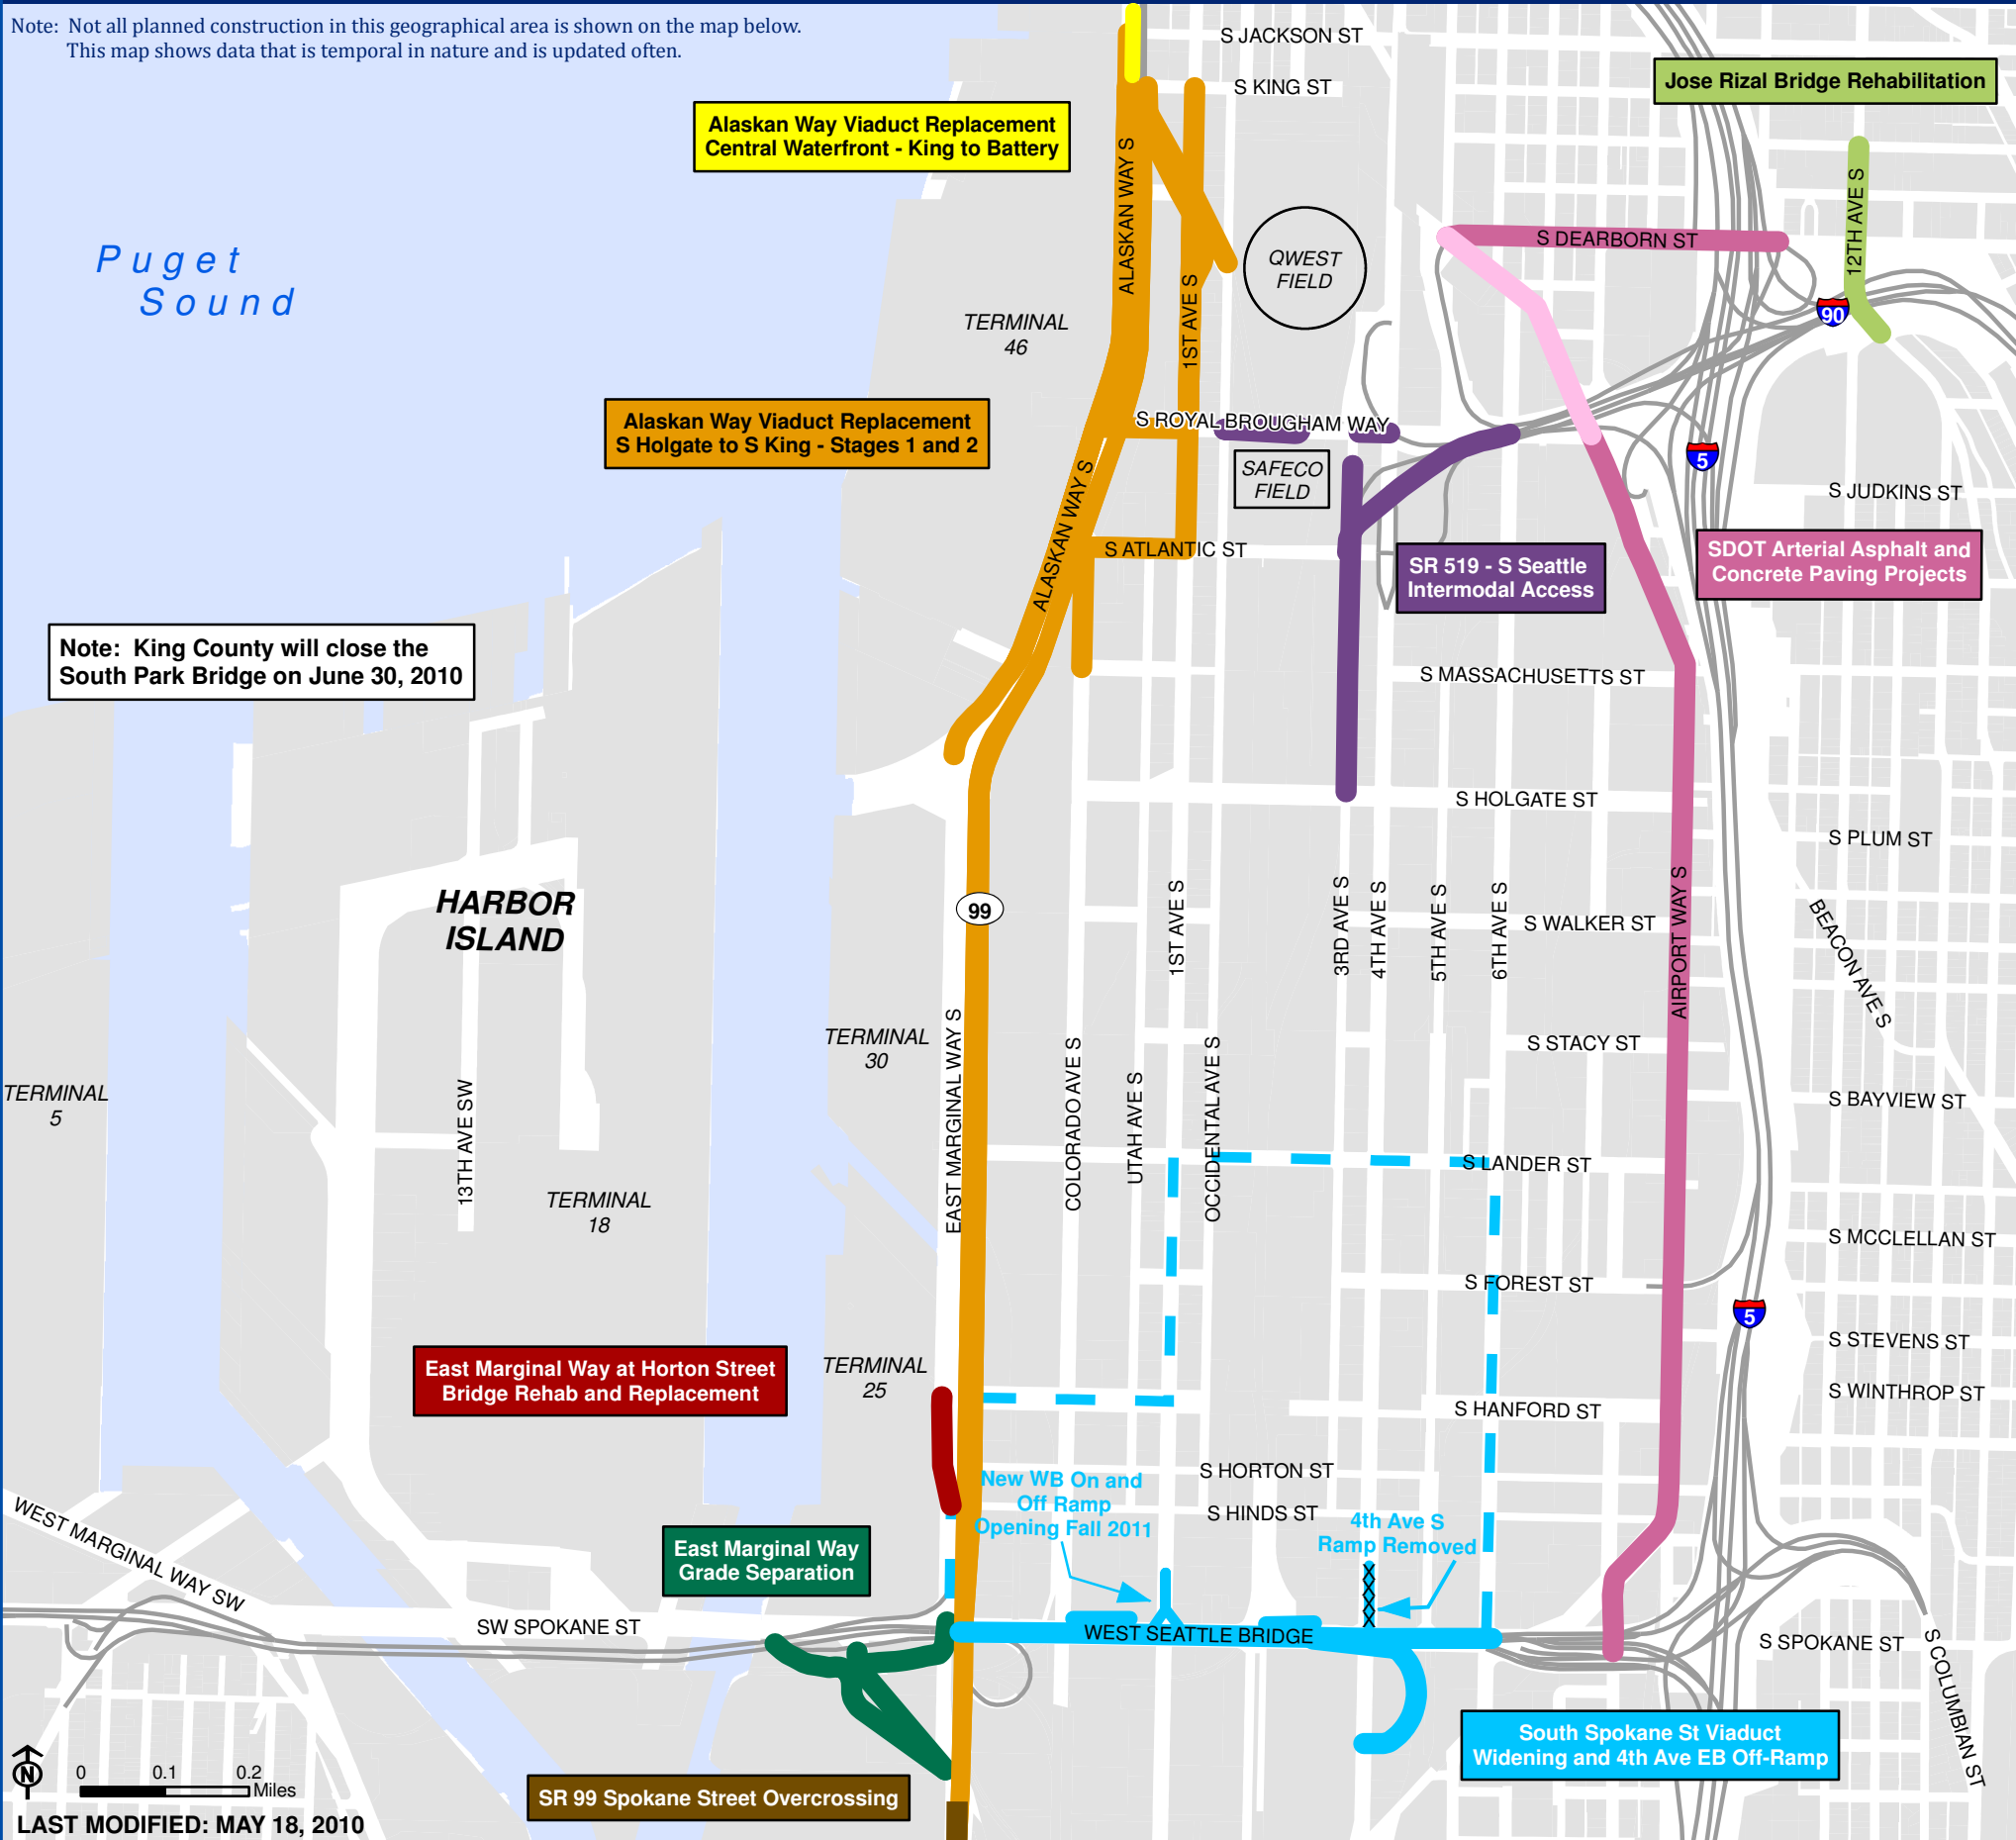 Note:  Not all planned construction in this geographical area is shown on the map below.
This map shows data that is temporal in nature and is updated often.
S JACKSON ST
S KING ST
Jose Rizal Bridge Rehabilitation
Alaskan Way Viaduct Replacement
Central Waterfront - King to Battery
ALASKAN WAY S
12TH AVE S
Puget
Sound
S DEARBORN ST
QWEST
FIELD
1ST AVE S
90
TERMINAL
46
Alaskan Way Viaduct Replacement
S Holgate to S King - Stages 1 and 2
S ROYAL BROUGHAM WAY
5
SAFECO
FIELD
ALASKAN WAY S
S JUDKINS ST
S ATLANTIC ST
SR 519 - S Seattle
Intermodal Access
SDOT Arterial Asphalt and
Concrete Paving Projects
Note:  King County will close the
South Park Bridge on June 30, 2010
S MASSACHUSETTS ST
S HOLGATE ST
S PLUM ST
HARBOR
ISLAND
99
1ST AVE S
3RD AVE S
4TH AVE S
5TH AVE S
6TH AVE S
S WALKER ST
AIRPORT WAY S
BEACON AVE S
TERMINAL
30
S STACY ST
TERMINAL
5
13TH AVE SW
EAST MARGINAL WAY S
COLORADO AVE S
UTAH AVE S
OCCIDENTAL AVE S
S BAYVIEW ST
S LANDER ST
TERMINAL
18
S MCCLELLAN ST
S FOREST ST
5
S STEVENS ST
East Marginal Way at Horton Street
Bridge Rehab and Replacement
TERMINAL
25
S WINTHROP ST
S HANFORD ST
S HORTON ST
New WB On and
Off Ramp
Opening Fall 2011
S HINDS ST
4th Ave S
Ramp Removed
WEST MARGINAL WAY SW
East Marginal Way
Grade Separation
SW SPOKANE ST
WEST SEATTLE BRIDGE
S SPOKANE ST
S COLUMBIAN ST
South Spokane St Viaduct
Widening and 4th Ave EB Off-Ramp
N
0
0.1
0.2
Miles
SR 99 Spokane Street Overcrossing
LAST MODIFIED: MAY 18, 2010